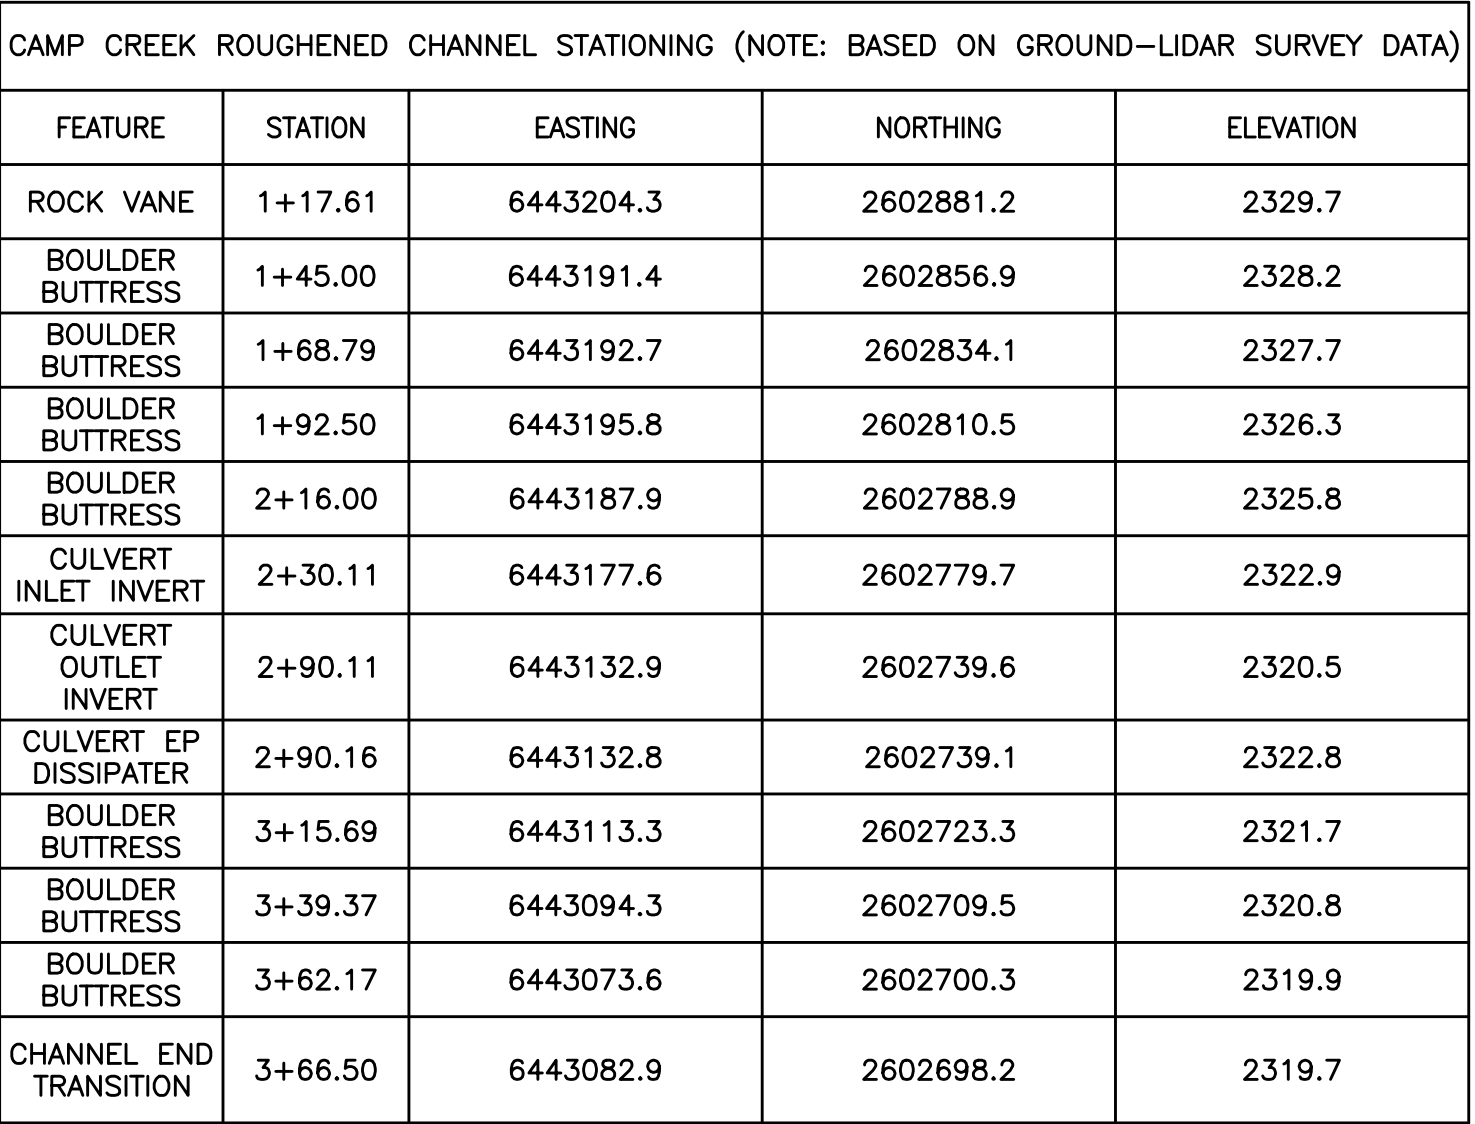 CAMP CREEK ROUGHENED CHANNEL STATIONING (NOTE: BASED ON GROUND-LIDAR SURVEY DATA)
FEATURE STATION EASTING NORTHING ELEVATION
ROCK VANE 1+17.61 6443204.3 2602881.2 2329.7
BOULDER
BUTTRESS 1+45.00 6443191.4 2602856.9 2328.2
BOULDER
BUTTRESS 1+68.79 6443192.7 2602834.1 2327.7
BOULDER
BUTTRESS 1+92.50 6443195.8 2602810.5 2326.3
BOULDER
BUTTRESS 2+16.00 6443187.9 2602788.9 2325.8
CULVERT
INLET INVERT 2+30.11 6443177.6 2602779.7 2322.9
CULVERT
OUTLET
INVERT 2+90.11 6443132.9 2602739.6 2320.5
CULVERT EP
DISSIPATER 2+90.16 6443132.8 2602739.1 2322.8
BOULDER
BUTTRESS 3+15.69 6443113.3 2602723.3 2321.7
BOULDER
BUTTRESS 3+39.37 6443094.3 2602709.5 2320.8
BOULDER
BUTTRESS 3+62.17 6443073.6 2602700.3 2319.9
CHANNEL END
TRANSITION 3+66.50 6443082.9 2602698.2 2319.7